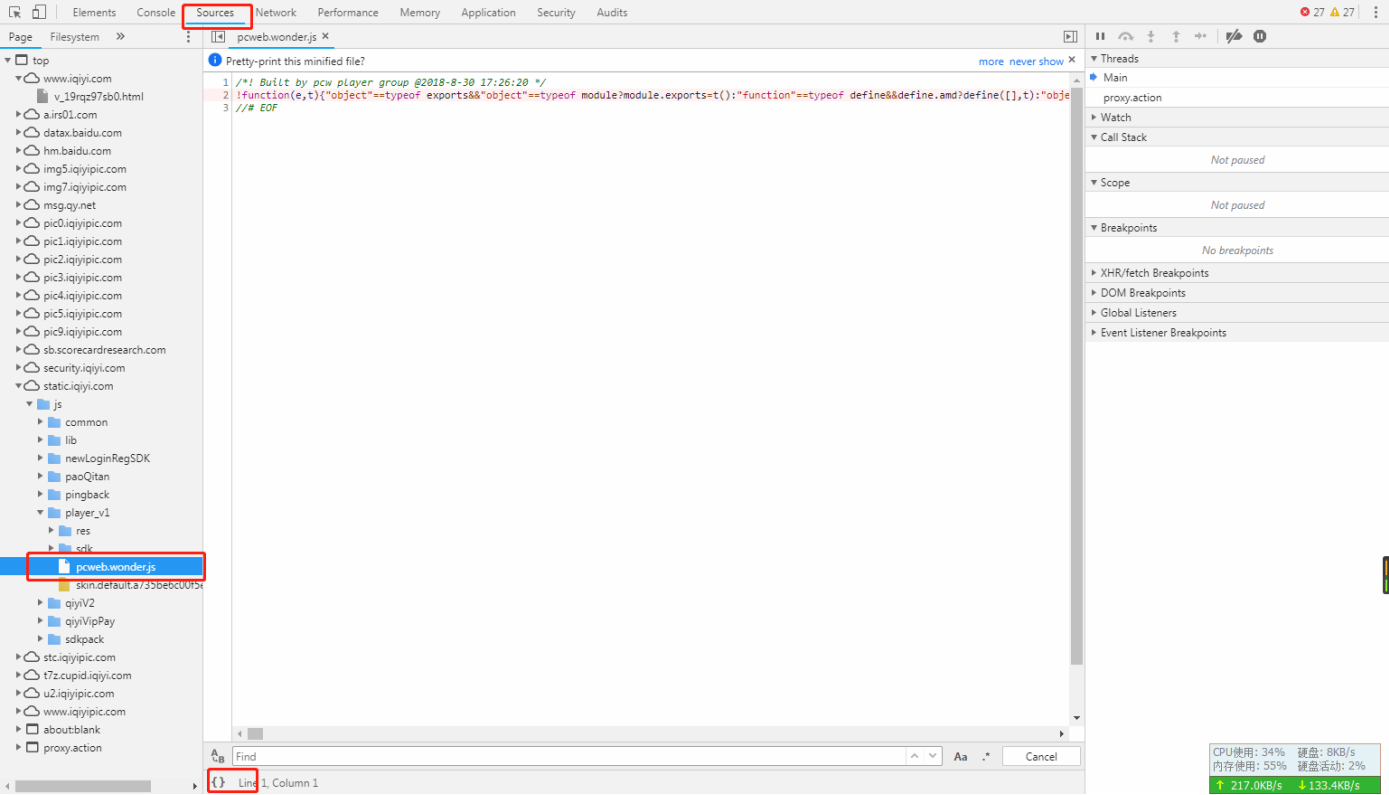 Elements Console Sources Network Performance Memory Application Security Audits 27 27
Page Filesystem » pcweb.wonder.js ×
Pretty-print this minified file? more never show ×
top
www.iqiyi.com
v_19rqz97sb0.html
a.irs01.com
datax.baidu.com
hm.baidu.com
img5.iqiyipic.com
img7.iqiyipic.com
msg.qy.net
pic0.iqiyipic.com
pic1.iqiyipic.com
pic2.iqiyipic.com
pic3.iqiyipic.com
pic4.iqiyipic.com
pic5.iqiyipic.com
pic9.iqiyipic.com
sb.scorecardresearch.com
security.iqiyi.com
static.iqiyi.com
js
common
lib
newLoginRegSDK
paoQitan
pingback
player_v1
res
sdk
pcweb.wonder.js
skin.default.a735be6c00f5e
qiyiV2
qiyiVipPay
sdkpack
stc.iqiyipic.com
t7z.cupid.iqiyi.com
u2.iqiyipic.com
www.iqiyipic.com
about:blank
proxy.action
1 /*! Built by pcw player group @2018-8-30 17:26:20 */
2 !function(e,t){"object"==typeof exports&&"object"==typeof module?module.exports=t():"function"==typeof define&&define.amd?define([],t):"obje
3 //# EOF
Find Aa .* Cancel
{} Line 1, Column 1
Threads
Main
proxy.action
Watch
Call Stack
Not paused
Scope
Not paused
Breakpoints
No breakpoints
XHR/fetch Breakpoints
DOM Breakpoints
Global Listeners
Event Listener Breakpoints
CPU使用: 34% 硬盘: 8KB/s
内存使用: 55% 硬盘活动: 2%
↑ 217.0KB/s ↓133.4KB/s